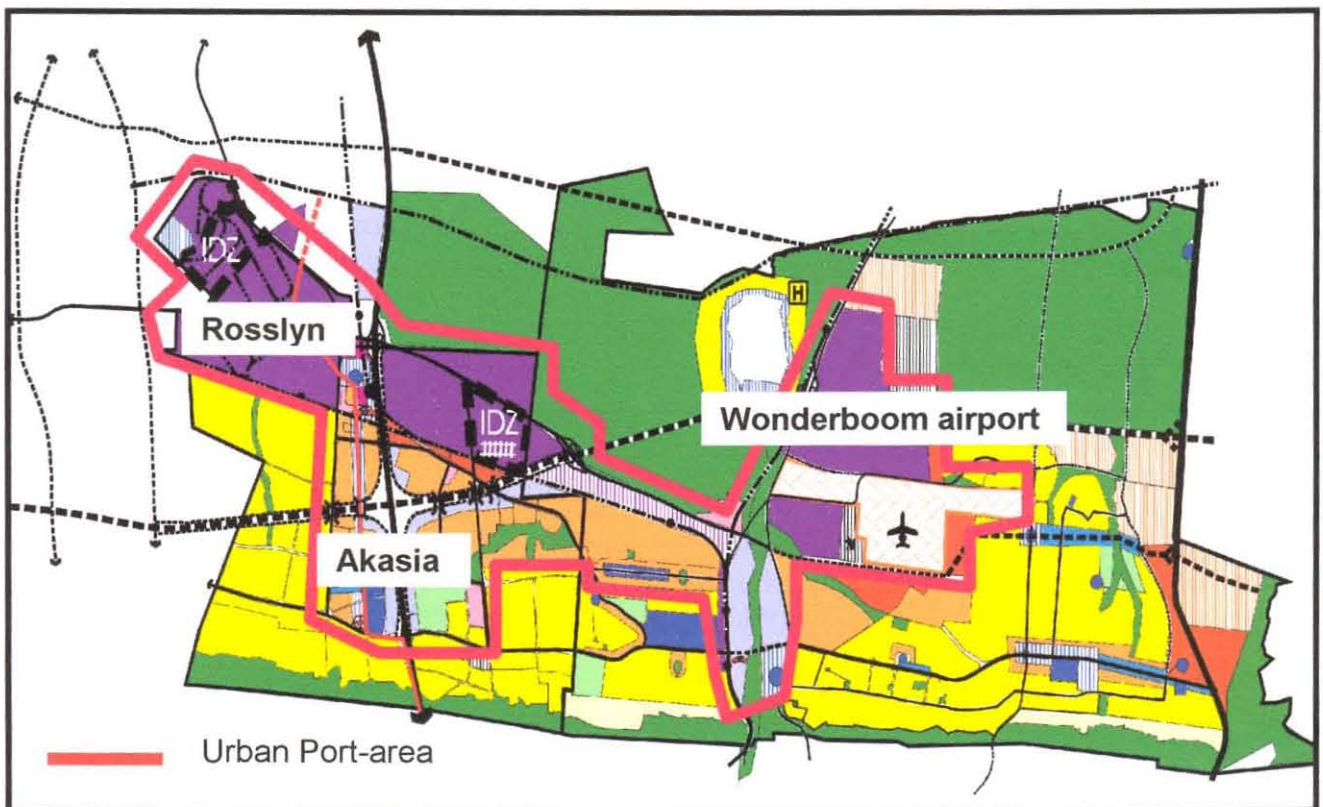 IDZ
Rosslyn
H
Wonderboom airport
IDZ
Akasia
Urban Port-area